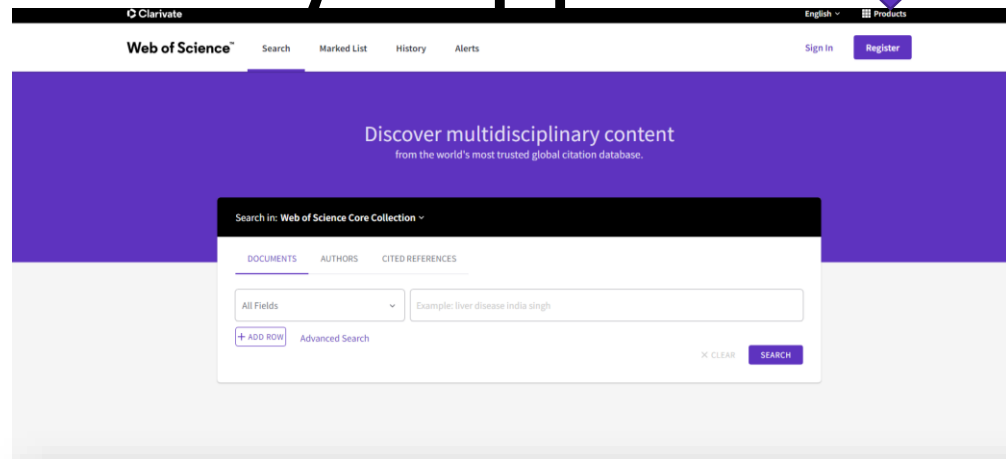 Clarivate English Products
Web of Science™ Search Marked List History Alerts Sign In Register
Discover multidisciplinary content
from the world's most trusted global citation database.
Search in: Web of Science Core Collection
DOCUMENTS AUTHORS CITED REFERENCES
All Fields Example: liver disease india singh
+ ADD ROW Advanced Search
× CLEAR SEARCH